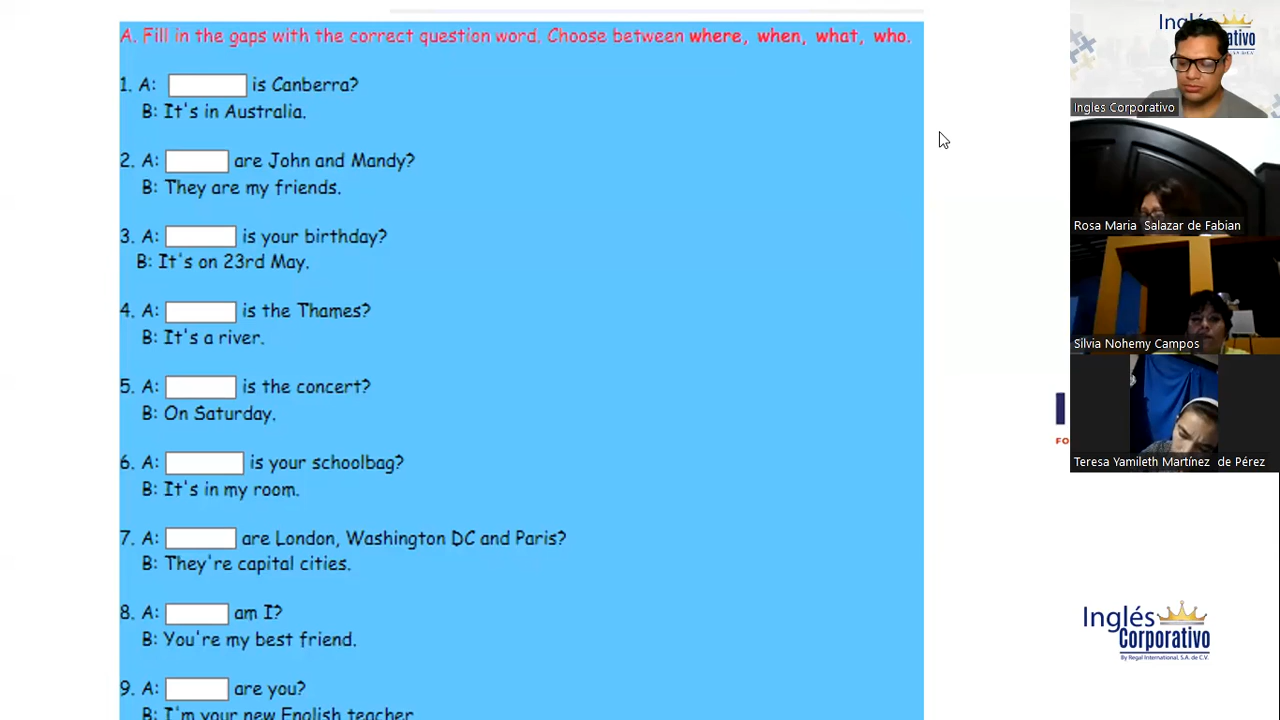 A. Fill in the gaps with the correct question word. Choose between where, when, what, who.
1. A: is Canberra?
B: It's in Australia.
2. A: are John and Mandy?
B: They are my friends.
3. A: is your birthday?
B: It's on 23rd May.
4. A: is the Thames?
B: It's a river.
5. A: is the concert?
B: On Saturday.
6. A: is your schoolbag?
B: It's in my room.
7. A: are London, Washington DC and Paris?
B: They're capital cities.
8. A: am I?
B: You're my best friend.
9. A: are you?
B: I'm your new English teacher.
Ingles Corporativo
Rosa Maria Salazar de Fabian
Silvia Nohemy Campos
Teresa Yamileth Martínez de Pérez
Inglés
Corporativo
By Regal International, S.A. de C.V.